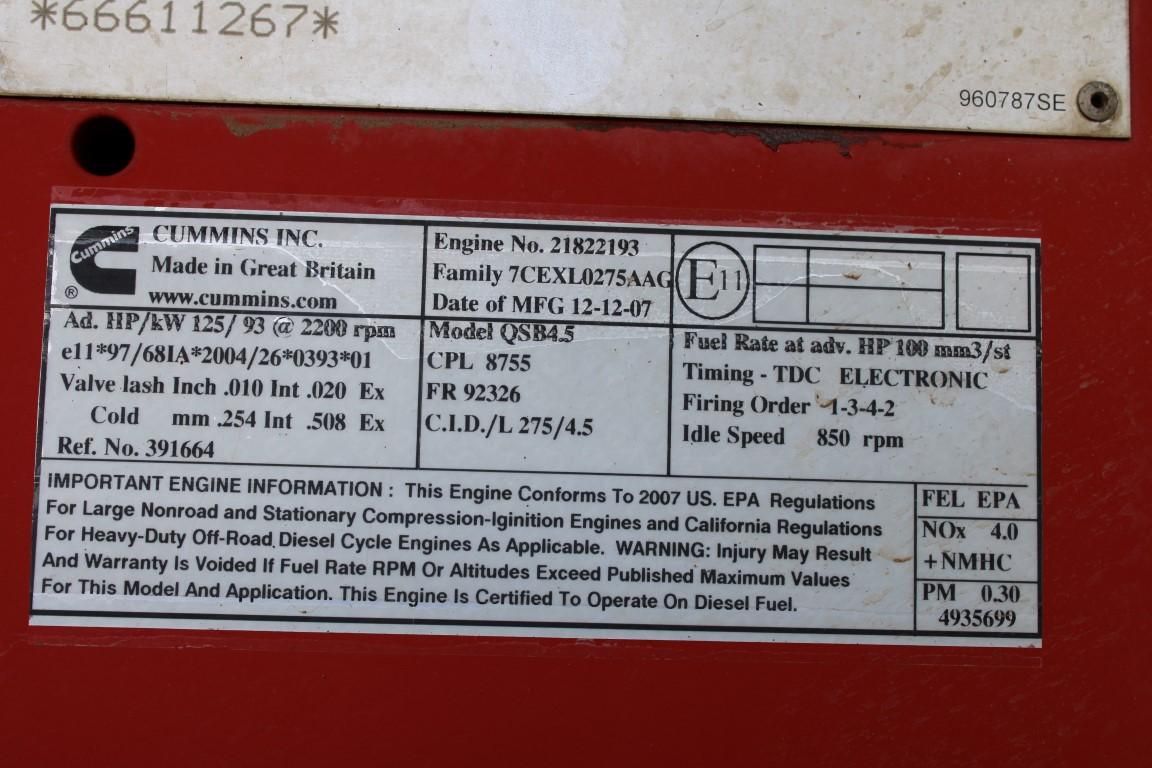 *66611267*
960787SE
Cummins
®
CUMMINS INC.
Made in Great Britain
www.cummins.com
Engine No. 21822193
Family 7CEXL0275AAG
Date of MFG 12-12-07
E11
Ad. HP/kW 125/ 93 @ 2200 rpm
e11*97/68IA*2004/26*0393*01
Valve lash Inch .010 Int .020 Ex
Cold mm .254 Int .508 Ex
Ref. No. 391664
Model QSB4.5
CPL 8755
FR 92326
C.I.D./L 275/4.5
Fuel Rate at adv. HP 100 mm3/st
Timing - TDC ELECTRONIC
Firing Order 1-3-4-2
Idle Speed 850 rpm
IMPORTANT ENGINE INFORMATION : This Engine Conforms To 2007 US. EPA Regulations
For Large Nonroad and Stationary Compression-Iginition Engines and California Regulations
For Heavy-Duty Off-Road Diesel Cycle Engines As Applicable. WARNING: Injury May Result
And Warranty Is Voided If Fuel Rate RPM Or Altitudes Exceed Published Maximum Values
For This Model And Application. This Engine Is Certified To Operate On Diesel Fuel.
FEL EPA
NOx 4.0
+NMHC
PM 0.30
4935699